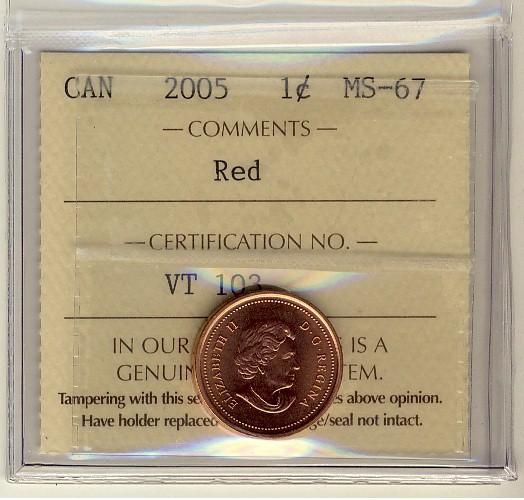 CAN 2005 1¢ MS-67
— COMMENTS —
Red
— CERTIFICATION NO. —
VT 103
IN OUR IS A
GENUIN TEM.
Tampering with this se s above opinion.
Have holder replaced ge/seal not intact.
ELIZABETH II D·G·REGINA